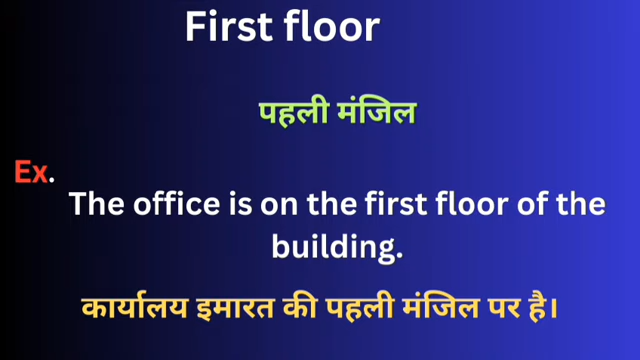 First floor
पहली मंजिल
Ex.
The office is on the first floor of the
building.
कार्यालय इमारत की पहली मंजिल पर है।